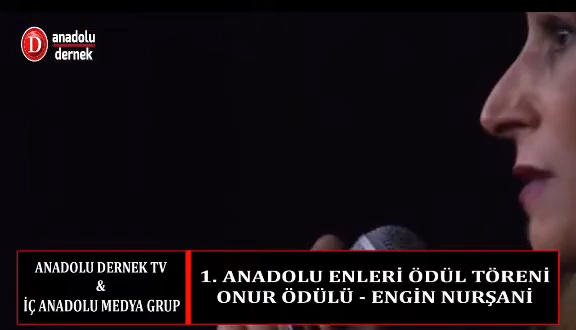 anadolu
dernek
ANADOLU DERNEK TV
&
İÇ ANADOLU MEDYA GRUP
1. ANADOLU ENLERİ ÖDÜL TÖRENİ
ONUR ÖDÜLÜ - ENGİN NURŞANİ